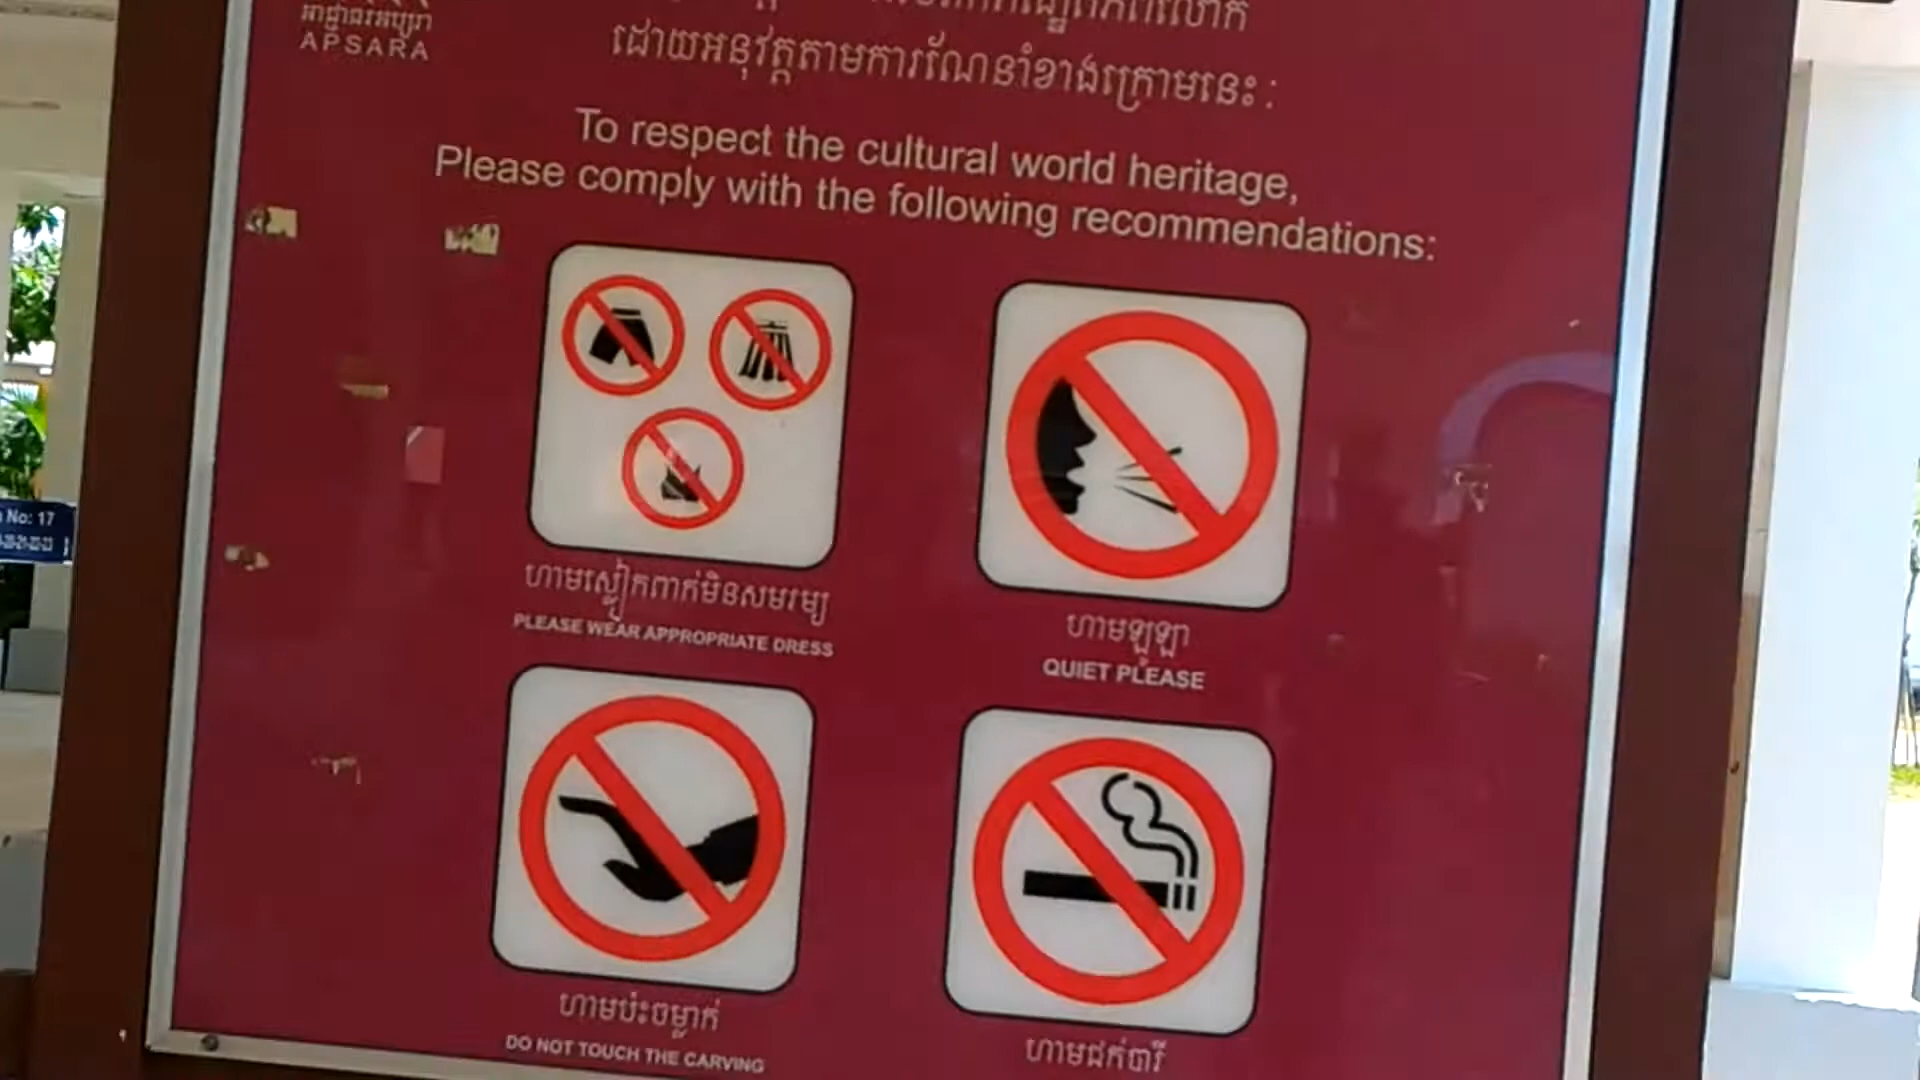 អាជ្ញាធរអប្សរា
APSARA
ដោយអនុវត្តតាមការណែនាំខាងក្រោមនេះ :
To respect the cultural world heritage,
Please comply with the following recommendations:
ហាមស្លៀកពាក់មិនសមរម្យ
PLEASE WEAR APPROPRIATE DRESS
ហាមឡូឡា
QUIET PLEASE
No: 17
ហាមប៉ះចម្លាក់
DO NOT TOUCH THE CARVING
ហាមជក់បារី